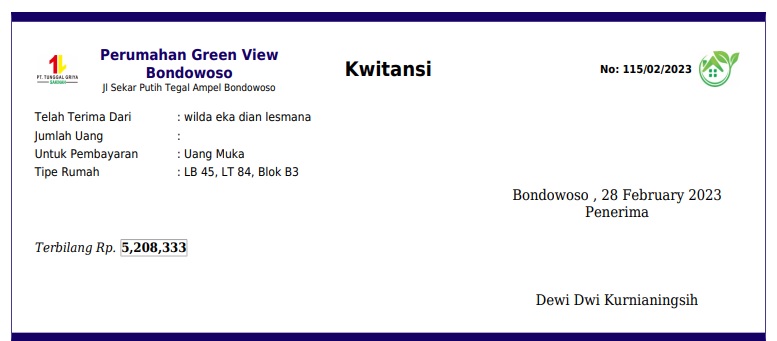 Perumahan Green View
Bondowoso
Jl Sekar Putih Tegal Ampel Bondowoso
PT. TUNGGAL GRIYA
Kwitansi
No: 115/02/2023
Telah Terima Dari : wilda eka dian lesmana
Jumlah Uang :
Untuk Pembayaran : Uang Muka
Tipe Rumah : LB 45, LT 84, Blok B3
Bondowoso , 28 February 2023
Penerima
Terbilang Rp. 5,208,333
Dewi Dwi Kurnianingsih